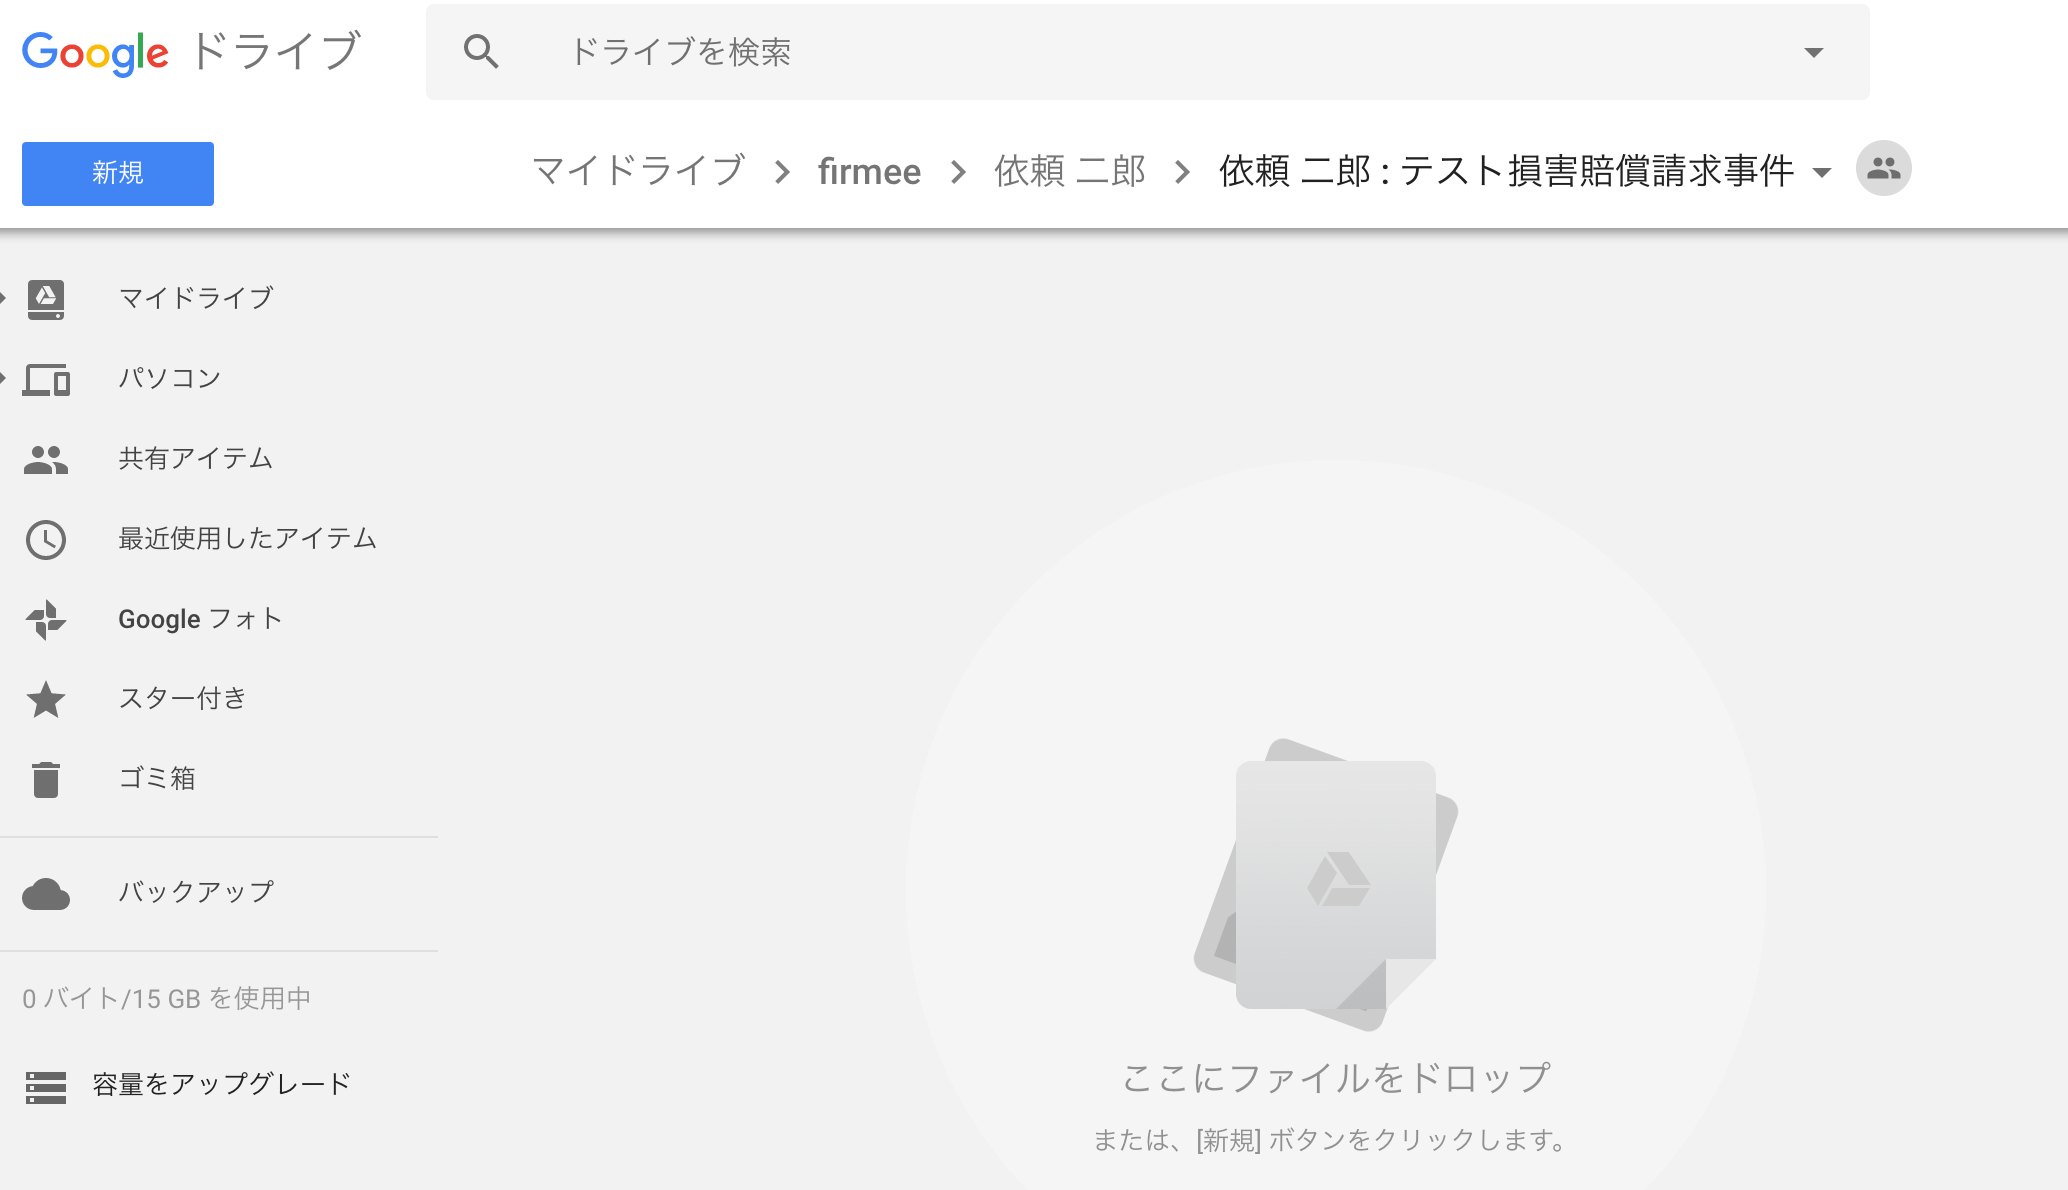 Google ドライブ
ドライブを検索
新規
マイドライブ > firmee > 依頼 二郎 > 依頼 二郎 : テスト損害賠償請求事件
マイドライブ
パソコン
共有アイテム
最近使用したアイテム
Google フォト
スター付き
ゴミ箱
バックアップ
0 バイト/15 GB を使用中
容量をアップグレード
ここにファイルをドロップ
または、[新規] ボタンをクリックします。